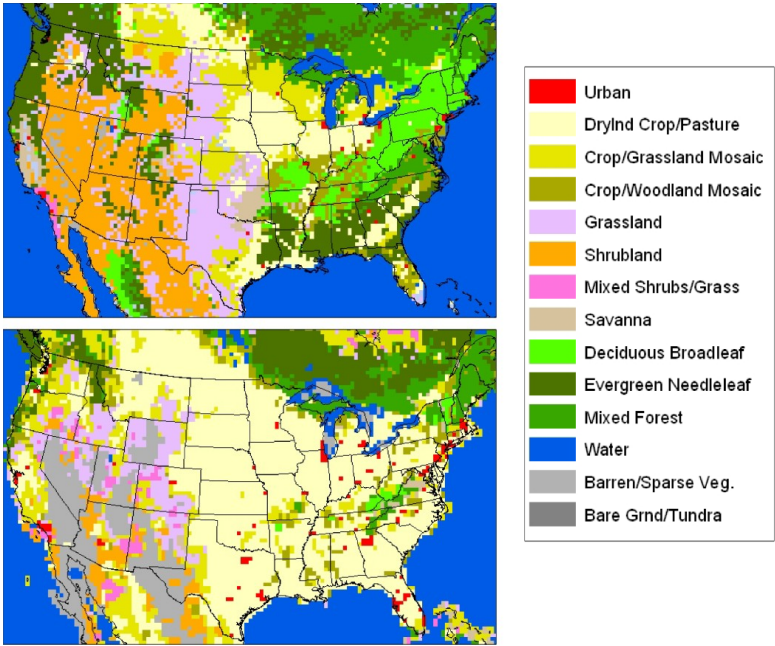 Urban
Drylnd Crop/Pasture
Crop/Grassland Mosaic
Crop/Woodland Mosaic
Grassland
Shrubland
Mixed Shrubs/Grass
Savanna
Deciduous Broadleaf
Evergreen Needleleaf
Mixed Forest
Water
Barren/Sparse Veg.
Bare Grnd/Tundra